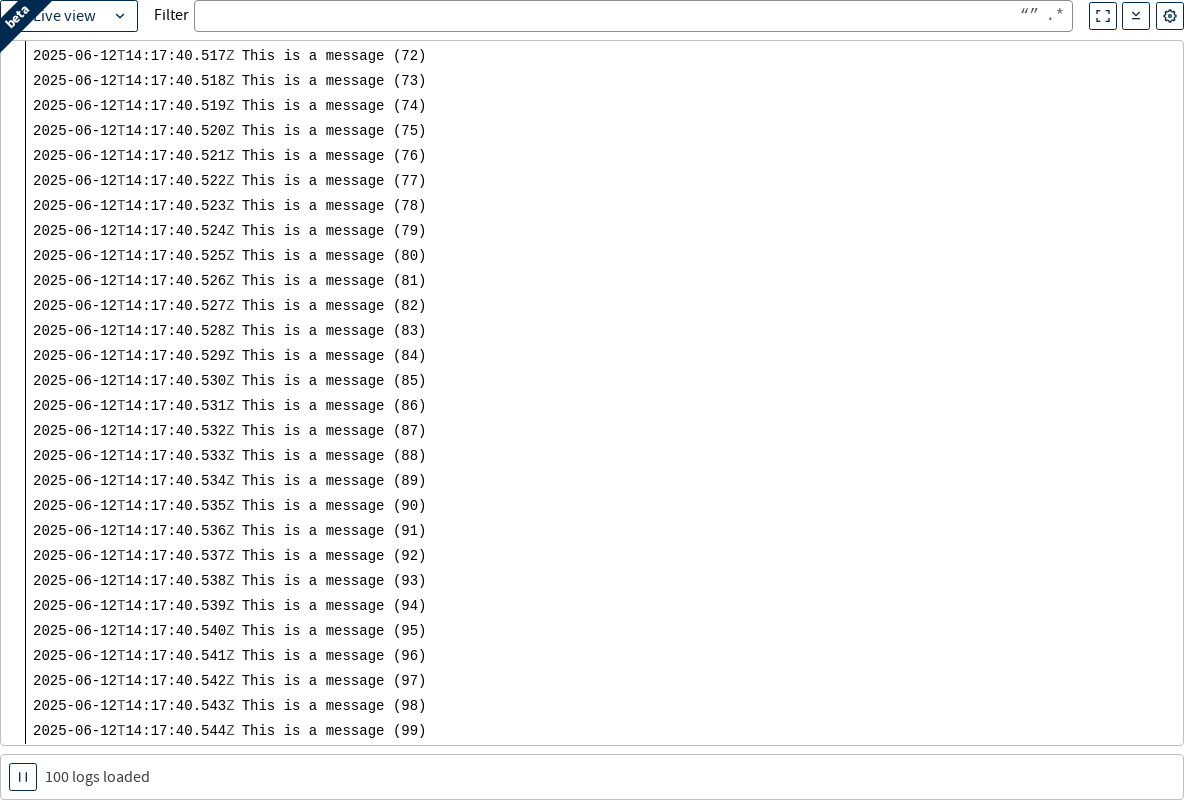 beta
Live view
Filter
“” .*
2025-06-12T14:17:40.517Z This is a message (72)
2025-06-12T14:17:40.518Z This is a message (73)
2025-06-12T14:17:40.519Z This is a message (74)
2025-06-12T14:17:40.520Z This is a message (75)
2025-06-12T14:17:40.521Z This is a message (76)
2025-06-12T14:17:40.522Z This is a message (77)
2025-06-12T14:17:40.523Z This is a message (78)
2025-06-12T14:17:40.524Z This is a message (79)
2025-06-12T14:17:40.525Z This is a message (80)
2025-06-12T14:17:40.526Z This is a message (81)
2025-06-12T14:17:40.527Z This is a message (82)
2025-06-12T14:17:40.528Z This is a message (83)
2025-06-12T14:17:40.529Z This is a message (84)
2025-06-12T14:17:40.530Z This is a message (85)
2025-06-12T14:17:40.531Z This is a message (86)
2025-06-12T14:17:40.532Z This is a message (87)
2025-06-12T14:17:40.533Z This is a message (88)
2025-06-12T14:17:40.534Z This is a message (89)
2025-06-12T14:17:40.535Z This is a message (90)
2025-06-12T14:17:40.536Z This is a message (91)
2025-06-12T14:17:40.537Z This is a message (92)
2025-06-12T14:17:40.538Z This is a message (93)
2025-06-12T14:17:40.539Z This is a message (94)
2025-06-12T14:17:40.540Z This is a message (95)
2025-06-12T14:17:40.541Z This is a message (96)
2025-06-12T14:17:40.542Z This is a message (97)
2025-06-12T14:17:40.543Z This is a message (98)
2025-06-12T14:17:40.544Z This is a message (99)
100 logs loaded